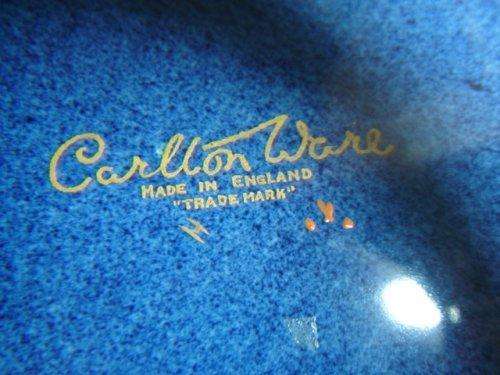 Carlton Ware
MADE IN ENGLAND
"TRADE MARK"